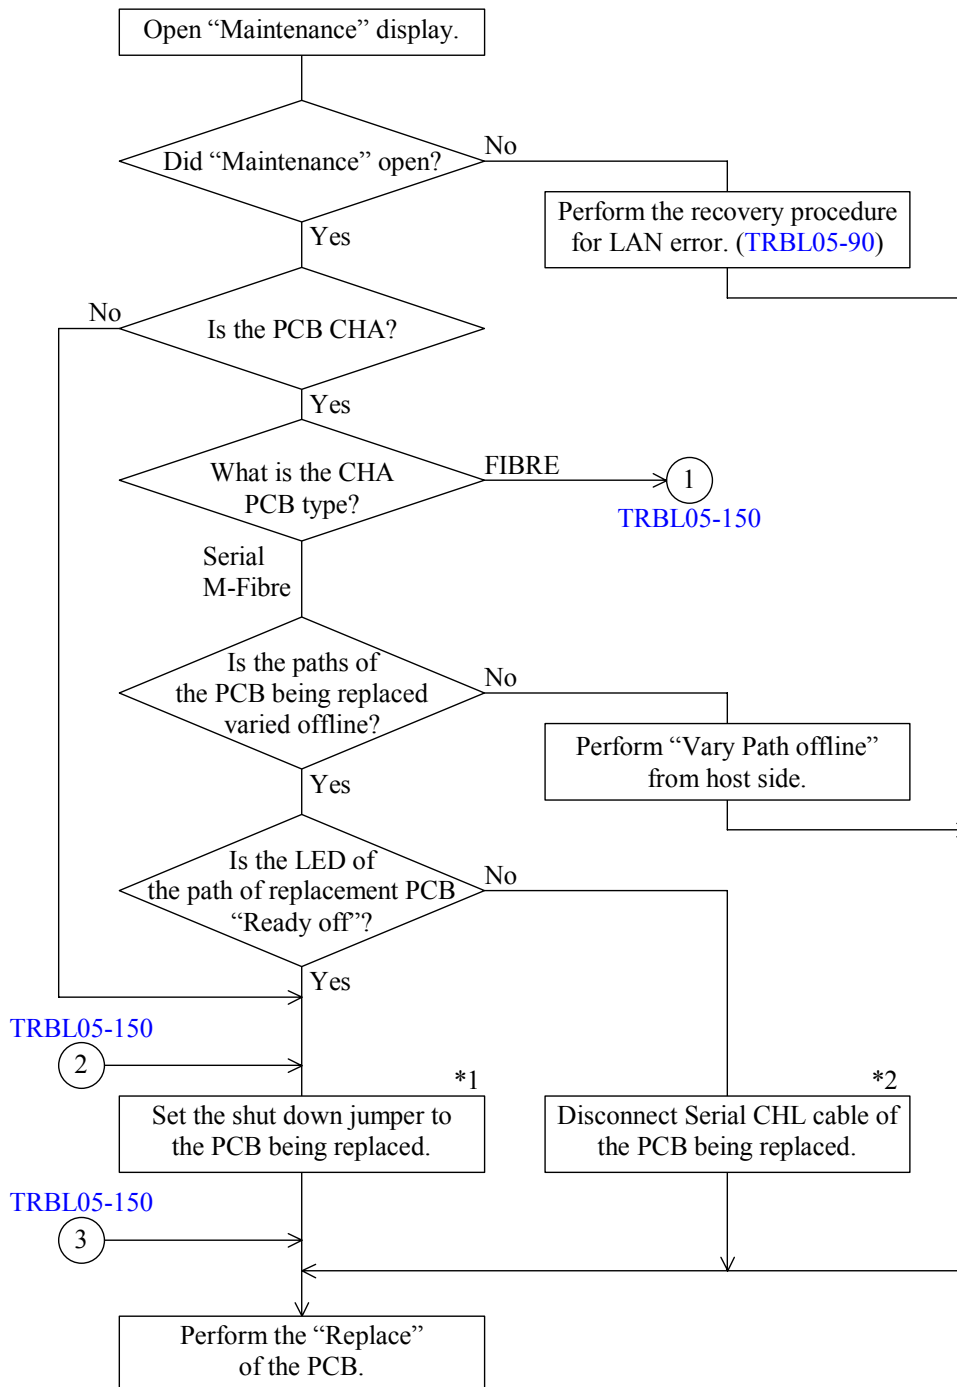 Open “Maintenance” display.
Did “Maintenance” open?
No
Yes
Perform the recovery procedure
for LAN error. (TRBL05-90)
No
Is the PCB CHA?
Yes
What is the CHA
PCB type?
FIBRE
1
TRBL05-150
Serial
M-Fibre
Is the paths of
the PCB being replaced
varied offline?
No
Yes
Perform “Vary Path offline”
from host side.
Is the LED of
the path of replacement PCB
“Ready off”?
No
Yes
TRBL05-150
2
*1
Set the shut down jumper to
the PCB being replaced.
*2
Disconnect Serial CHL cable of
the PCB being replaced.
TRBL05-150
3
Perform the “Replace”
of the PCB.